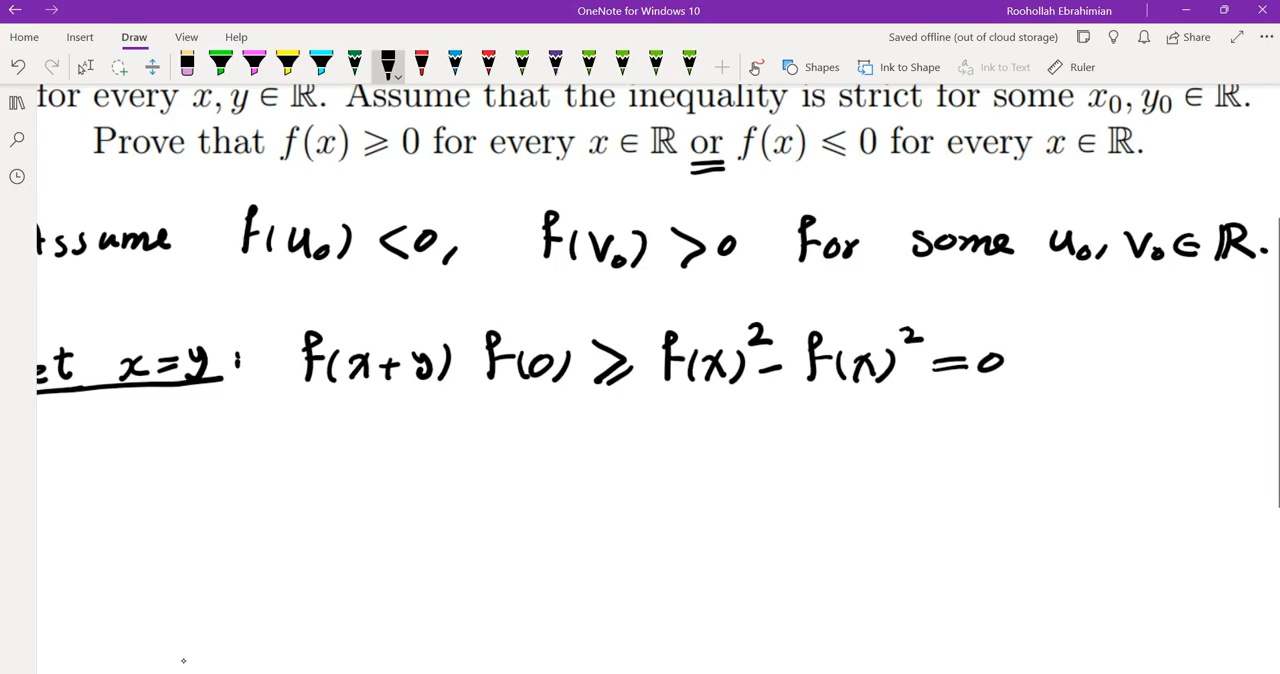 OneNote for Windows 10
Roohollah Ebrahimian
Home Insert Draw View Help
Saved offline (out of cloud storage)
Share
Shapes Ink to Shape Ink to Text Ruler
for every x, y ∈ ℝ. Assume that the inequality is strict for some x₀, y₀ ∈ ℝ.
Prove that f(x) ⩾ 0 for every x ∈ ℝ or f(x) ⩽ 0 for every x ∈ ℝ.
ssume f(u₀) < 0, f(v₀) > 0 for some u₀, v₀ ∈ ℝ.
et x = y : f(x+y) f(0) ⩾ f(x)² - f(x)² = 0